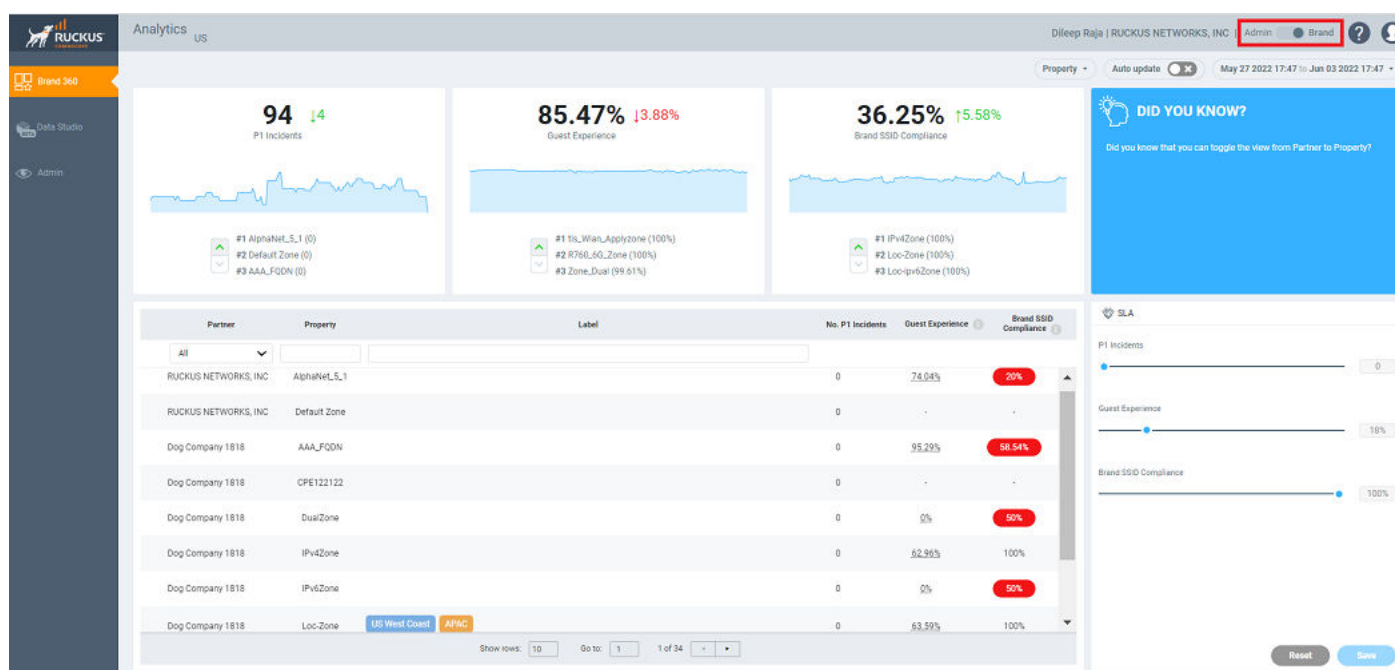 RUCKUS
COMMSCOPE
Analytics US
Dileep Raja | RUCKUS NETWORKS, INC | Admin Brand ?
Brand 360
Data Studio
Admin
Property Auto update May 27 2022 17:47 to Jun 03 2022 17:47
94 ↓4
P1 Incidents
#1 AlphaNet_5_1 (0)
#2 Default Zone (0)
#3 AAA_FQDN (0)
85.47% ↓3.88%
Guest Experience
#1 tis_Wlan_Applyzone (100%)
#2 R760_6G_Zone (100%)
#3 Zone_Dual (99.61%)
36.25% ↑5.58%
Brand SSID Compliance
#1 IPv4Zone (100%)
#2 Loc-Zone (100%)
#3 Loc-ipv6Zone (100%)
DID YOU KNOW?
Did you know that you can toggle the view from Partner to Property?
Partner Property Label No. P1 Incidents Guest Experience Brand SSID Compliance
All
RUCKUS NETWORKS, INC AlphaNet_5_1 0 74.04% 20%
RUCKUS NETWORKS, INC Default Zone 0 - -
Dog Company 1818 AAA_FQDN 0 95.29% 58.54%
Dog Company 1818 CPE122122 0 - -
Dog Company 1818 DualZone 0 0% 50%
Dog Company 1818 IPv4Zone 0 62.96% 100%
Dog Company 1818 IPv6Zone 0 0% 50%
Dog Company 1818 Loc-Zone US West Coast APAC 0 63.59% 100%
Show rows: 10 Go to: 1 1 of 34
SLA
P1 Incidents
0
Guest Experience
18%
Brand SSID Compliance
100%
Reset Save